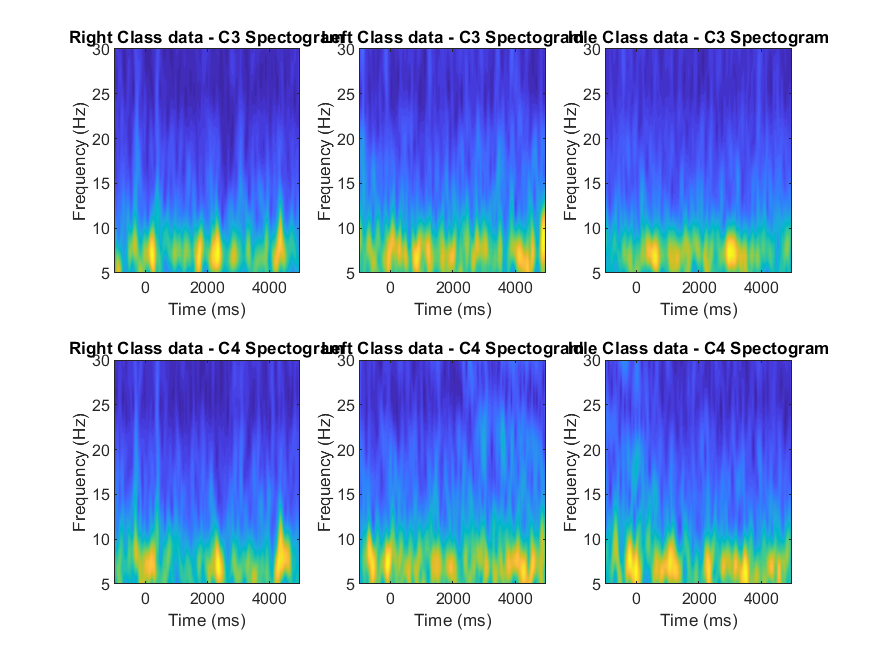 Right Class data - C3 Spectogram Left Class data - C3 Spectogram Idle Class data - C3 Spectogram
30 30 30
25 25 25
20 20 20
15 15 15
10 10 10
5 5 5
Frequency (Hz) Frequency (Hz) Frequency (Hz)
0 2000 4000 0 2000 4000 0 2000 4000
Time (ms) Time (ms) Time (ms)
Right Class data - C4 Spectogram Left Class data - C4 Spectogram Idle Class data - C4 Spectogram
30 30 30
25 25 25
20 20 20
15 15 15
10 10 10
5 5 5
Frequency (Hz) Frequency (Hz) Frequency (Hz)
0 2000 4000 0 2000 4000 0 2000 4000
Time (ms) Time (ms) Time (ms)